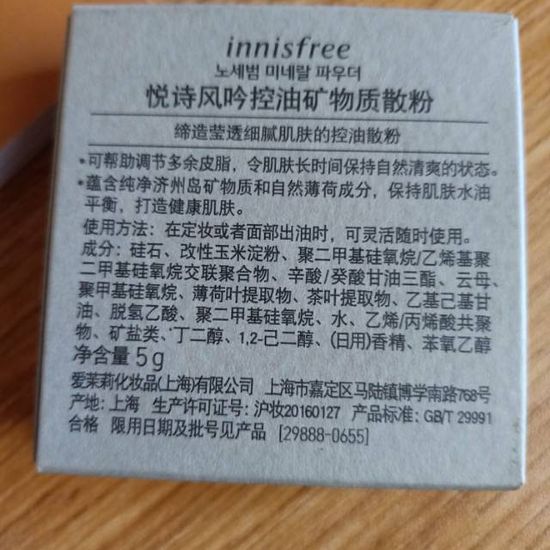 innisfree
노세범 미네랄 파우더
悦诗风吟控油矿物质散粉
缔造莹透细腻肌肤的控油散粉
•可帮助调节多余皮脂，令肌肤长时间保持自然清爽的状态。
•蕴含纯净济州岛矿物质和自然薄荷成分，保持肌肤水油
平衡，打造健康肌肤。
使用方法：在定妆或者面部出油时，可灵活随时使用。
成分：硅石、改性玉米淀粉、聚二甲基硅氧烷/乙烯基聚
二甲基硅氧烷交联聚合物、辛酸/癸酸甘油三酯、云母、
聚甲基硅氧烷、薄荷叶提取物、茶叶提取物、乙基己基甘
油、脱氢乙酸、聚二甲基硅氧烷、水、乙烯/丙烯酸共聚
物、矿盐类、丁二醇、1,2-己二醇、(日用)香精、苯氧乙醇
净含量 5g
爱茉莉化妆品(上海)有限公司 上海市嘉定区马陆镇博学南路768号
产地: 上海 生产许可证号: 沪妆20160127 产品标准: GB/T 29991
合格 限用日期及批号见产品 [29888-0655]